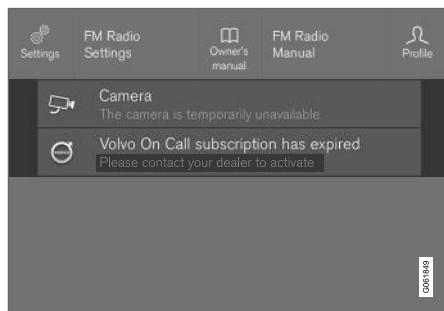 Settings
FM Radio
Settings
Owner's
manual
FM Radio
Manual
Profile
Camera
The camera is temporarily unavailable
Volvo On Call subscription has expired
Please contact your dealer to activate
G061849